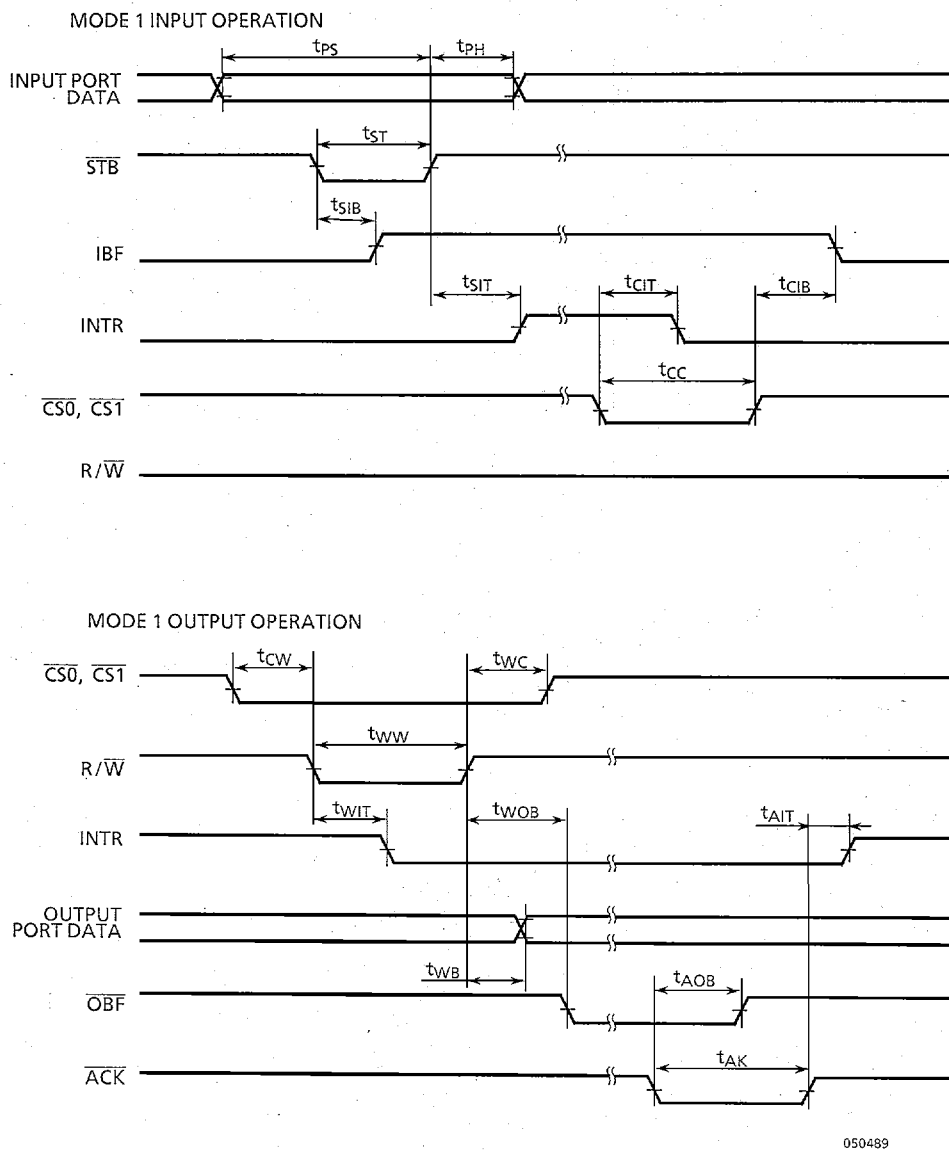 MODE 1 INPUT OPERATION
tPS
tPH
INPUT PORT
DATA
tST
STB
tSIB
IBF
tSIT
tCIT
tCIB
INTR
tCC
CS0, CS1
R/W
MODE 1 OUTPUT OPERATION
tCW
tWC
CS0, CS1
tWW
R/W
tWIT
tWOB
tAIT
INTR
OUTPUT
PORT DATA
tWB
tAOB
OBF
tAK
ACK
050489